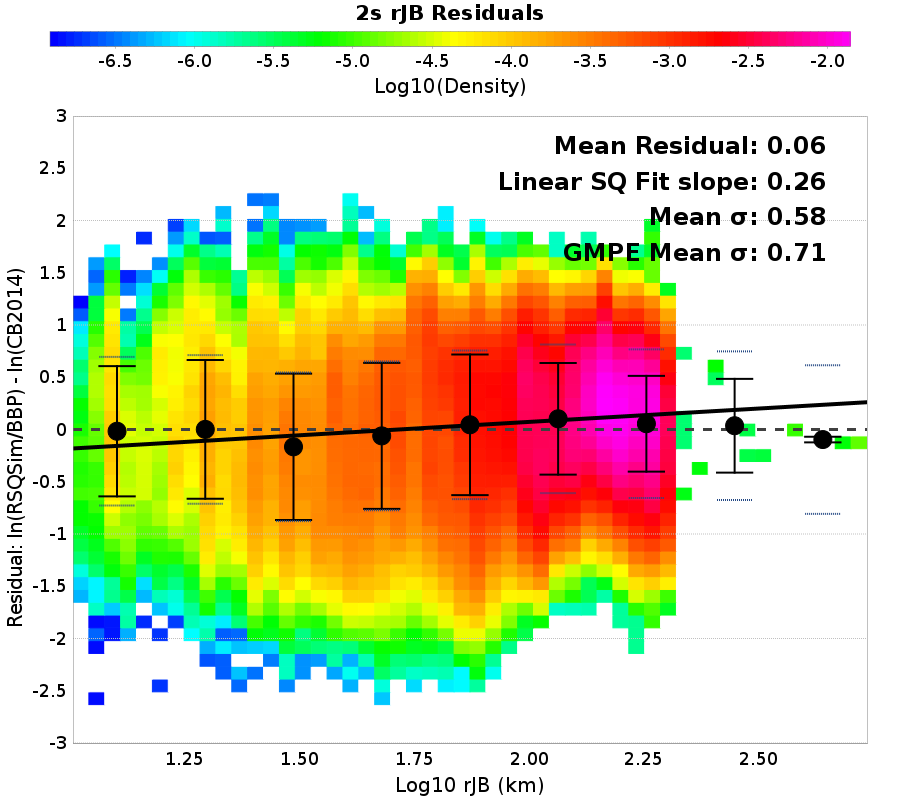 2s rJB Residuals
-6.5 -6.0 -5.5 -5.0 -4.5 -4.0 -3.5 -3.0 -2.5 -2.0
Log10(Density)
Mean Residual: 0.06
Linear SQ Fit slope: 0.26
Mean σ: 0.58
GMPE Mean σ: 0.71
3
2.5
2
1.5
1
0.5
0
-0.5
-1
-1.5
-2
-2.5
-3
Residual: ln(RSQSim/BBP) - ln(CB2014)
1.25 1.50 1.75 2.00 2.25 2.50
Log10 rJB (km)